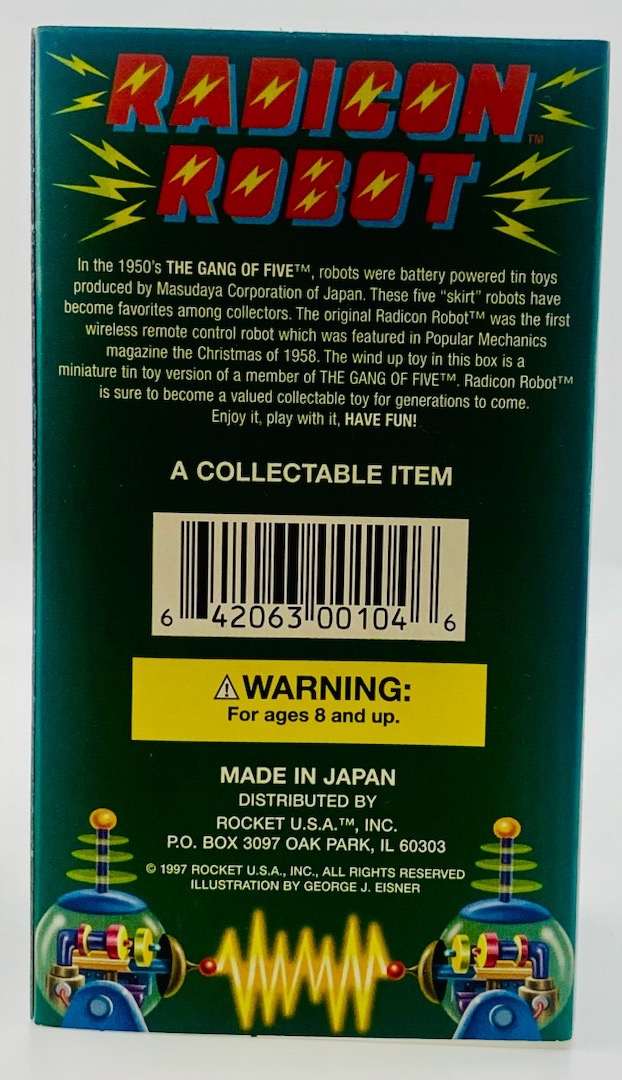 RADICON
ROBOT™
In the 1950's THE GANG OF FIVE™, robots were battery powered tin toys
produced by Masudaya Corporation of Japan. These five "skirt" robots have
become favorites among collectors. The original Radicon Robot™ was the first
wireless remote control robot which was featured in Popular Mechanics
magazine the Christmas of 1958. The wind up toy in this box is a
miniature tin toy version of a member of THE GANG OF FIVE™. Radicon Robot™
is sure to become a valued collectable toy for generations to come.
Enjoy it, play with it, HAVE FUN!
A COLLECTABLE ITEM
6 42063 00104 6
⚠WARNING:
For ages 8 and up.
MADE IN JAPAN
DISTRIBUTED BY
ROCKET U.S.A.™, INC.
P.O. BOX 3097 OAK PARK, IL 60303
© 1997 ROCKET U.S.A., INC., ALL RIGHTS RESERVED
ILLUSTRATION BY GEORGE J. EISNER